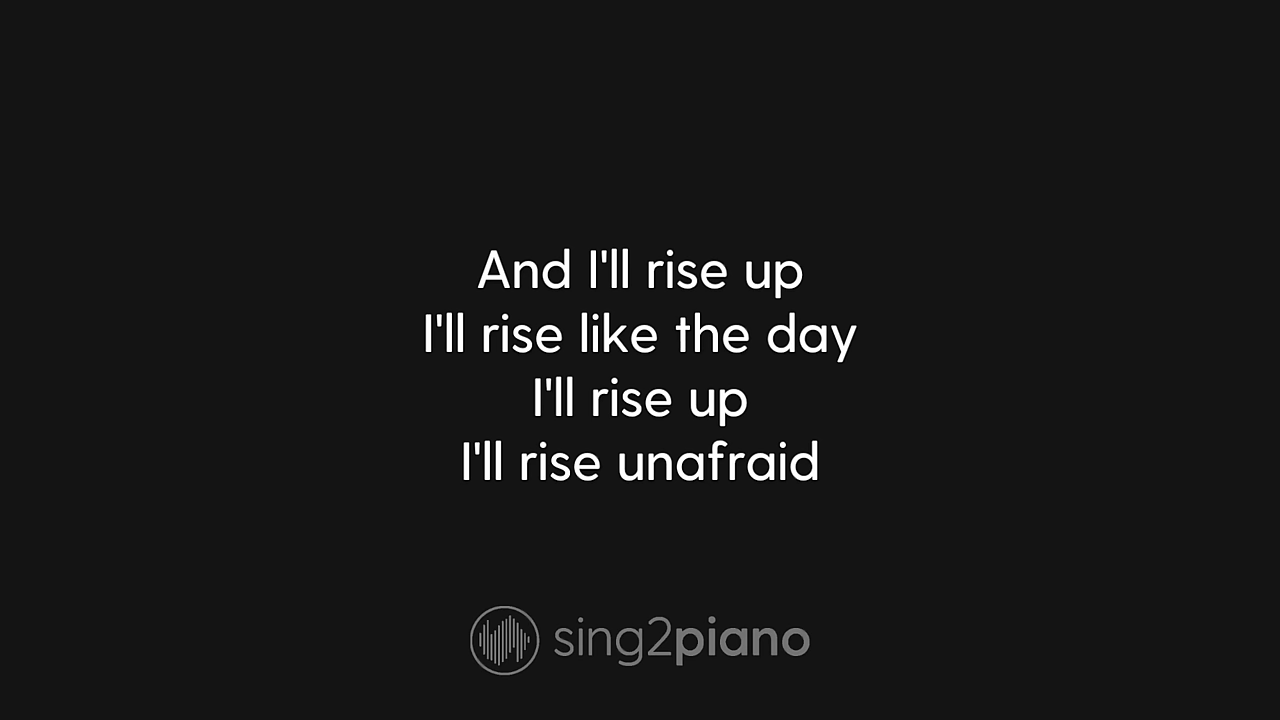 And I'll rise up
I'll rise like the day
I'll rise up
I'll rise unafraid
sing2piano